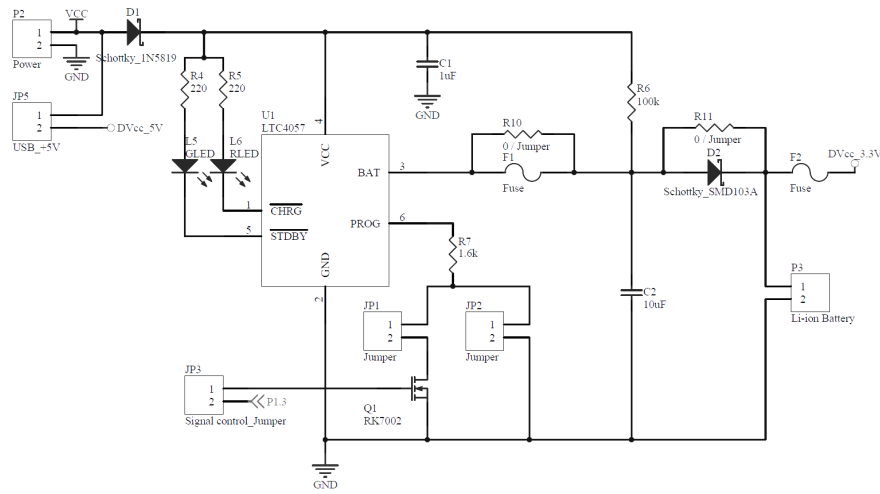 P2
VCC
D1
1
2
Power
GND
Schottky_1N5819
JP5
1
2
USB_+5V
DVcc_5V
R4
220
R5
220
L5
GLED
L6
RLED
U1
LTC4057
4
VCC
BAT
3
PROG
6
1
CHRG
5
STDBY
GND
2
C1
1uF
GND
R6
100k
R10
0 / Jumper
F1
Fuse
R11
0 / Jumper
D2
Schottky_SMD103A
F2
Fuse
DVcc_3.3V
R7
1.6k
C2
10uF
P3
1
2
Li-ion Battery
JP1
1
2
Jumper
JP2
1
2
Jumper
JP3
1
2
P1.3
Signal control_Jumper
Q1
RK7002
GND